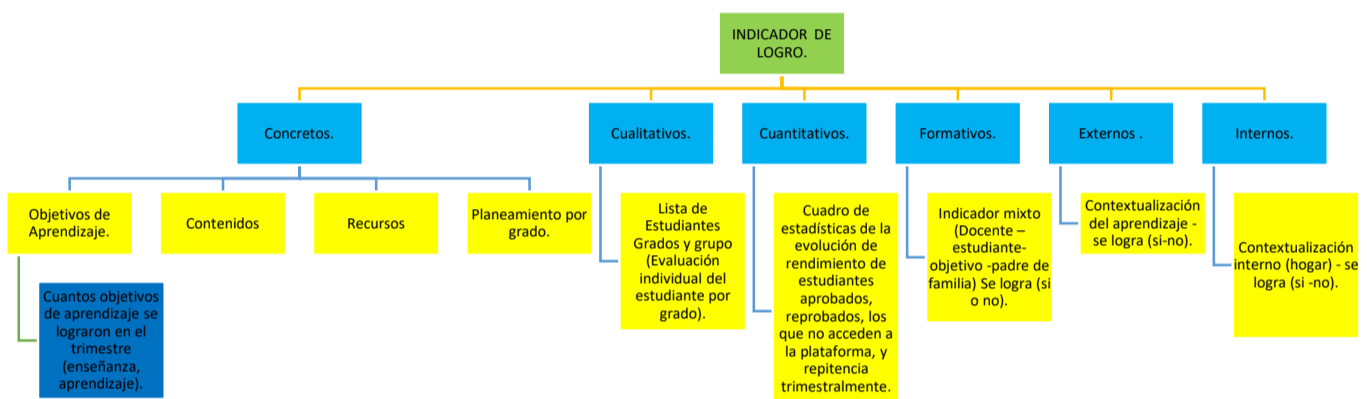 INDICADOR DE
LOGRO.
Concretos.
Cualitativos.
Cuantitativos.
Formativos.
Externos .
Internos.
Objetivos de
Aprendizaje.
Contenidos
Recursos
Planeamiento por
grado.
Lista de
Estudiantes
Grados y grupo
(Evaluación
individual del
estudiante por
grado).
Cuadro de
estadísticas de la
evolución de
rendimiento de
estudiantes
aprobados,
reprobados, los
que no acceden a
la plataforma, y
repitencia
trimestralmente.
Indicador mixto
(Docente –
estudiante-
objetivo -padre de
familia) Se logra (si
o no).
Contextualización
del aprendizaje -
se logra (si-no).
Contextualización
interno (hogar) - se
logra (si -no).
Cuantos objetivos
de aprendizaje se
lograron en el
trimestre
(enseñanza,
aprendizaje).